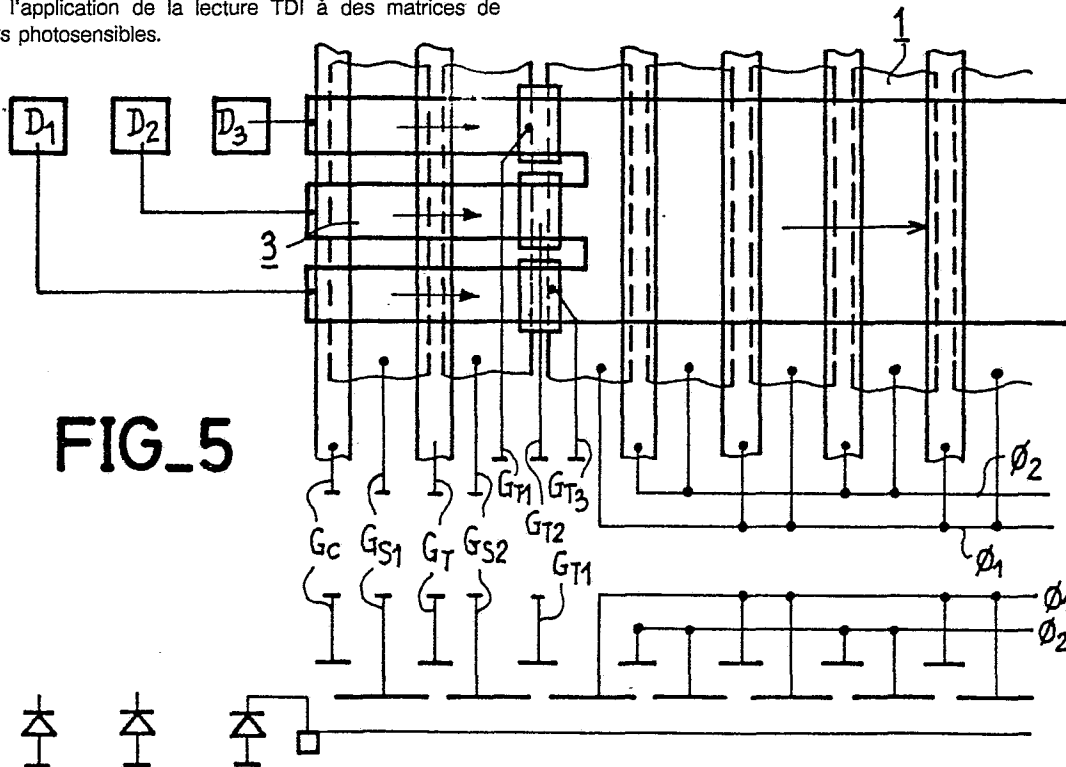 l'application de la lecture TDI à des matrices de
s photosensibles.
1
D1 D2 D3
3
FIG_5
GT1 GT3
Ø2
GC GS1 GT GS2 GT2
Ø1
GT1
Ø2